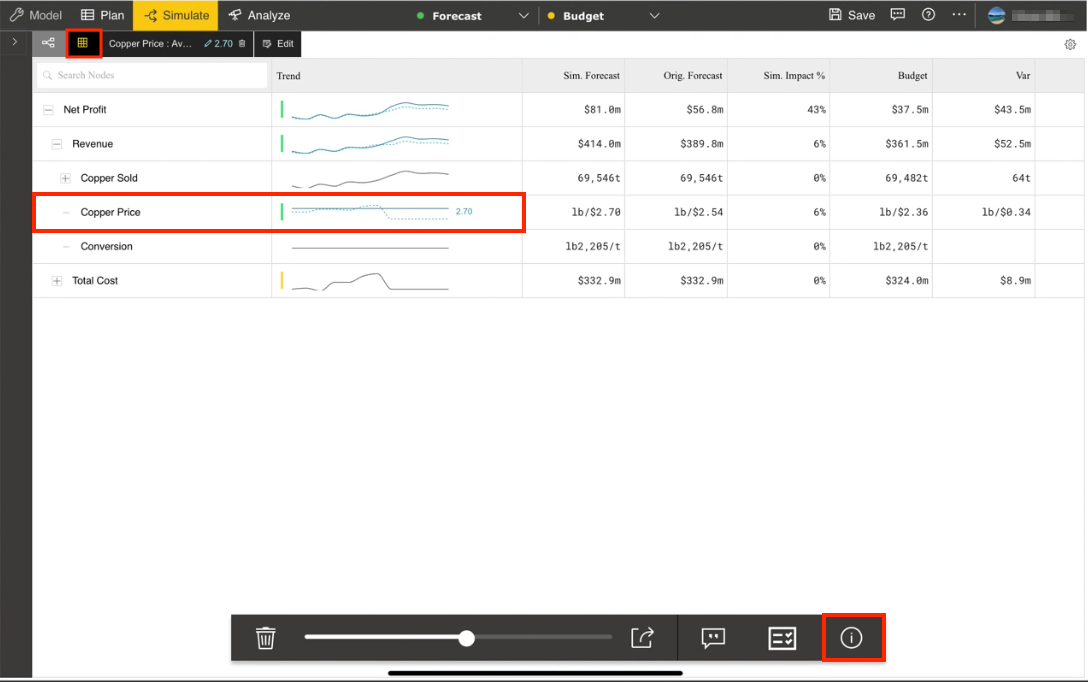 Model Plan Simulate Analyze Forecast Budget Save
Copper Price : Av... 2.70 Edit
Search Nodes Trend Sim. Forecast Orig. Forecast Sim. Impact % Budget Var
Net Profit $81.0m $56.8m 43% $37.5m $43.5m
Revenue $414.0m $389.8m 6% $361.5m $52.5m
Copper Sold 69,546t 69,546t 0% 69,482t 64t
Copper Price 2.70 lb/$2.70 lb/$2.54 6% lb/$2.36 lb/$0.34
Conversion lb2,205/t lb2,205/t 0% lb2,205/t
Total Cost $332.9m $332.9m 0% $324.0m $8.9m